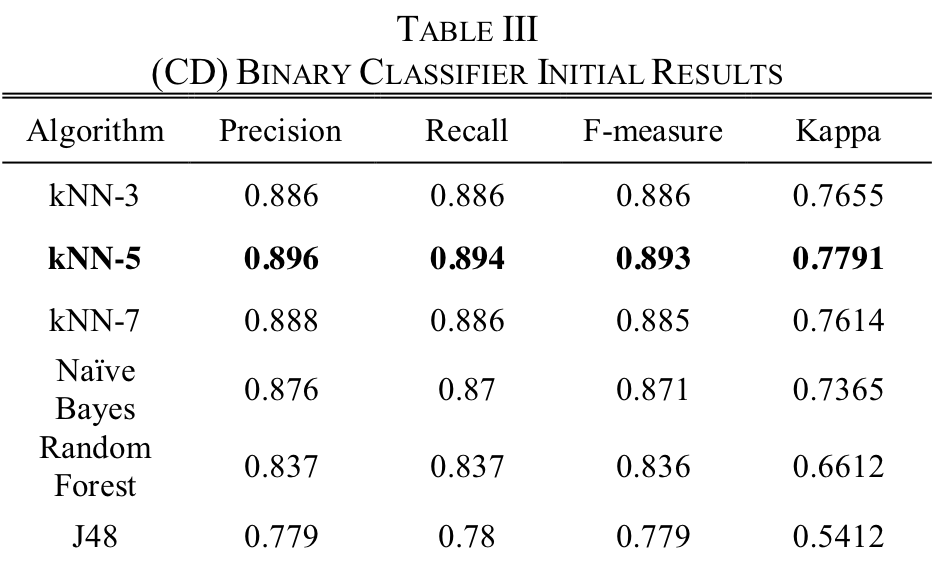 TABLE III
(CD) BINARY CLASSIFIER INITIAL RESULTS
Algorithm Precision Recall F-measure Kappa
kNN-3 0.886 0.886 0.886 0.7655
kNN-5 0.896 0.894 0.893 0.7791
kNN-7 0.888 0.886 0.885 0.7614
Naïve
Bayes 0.876 0.87 0.871 0.7365
Random
Forest 0.837 0.837 0.836 0.6612
J48 0.779 0.78 0.779 0.5412